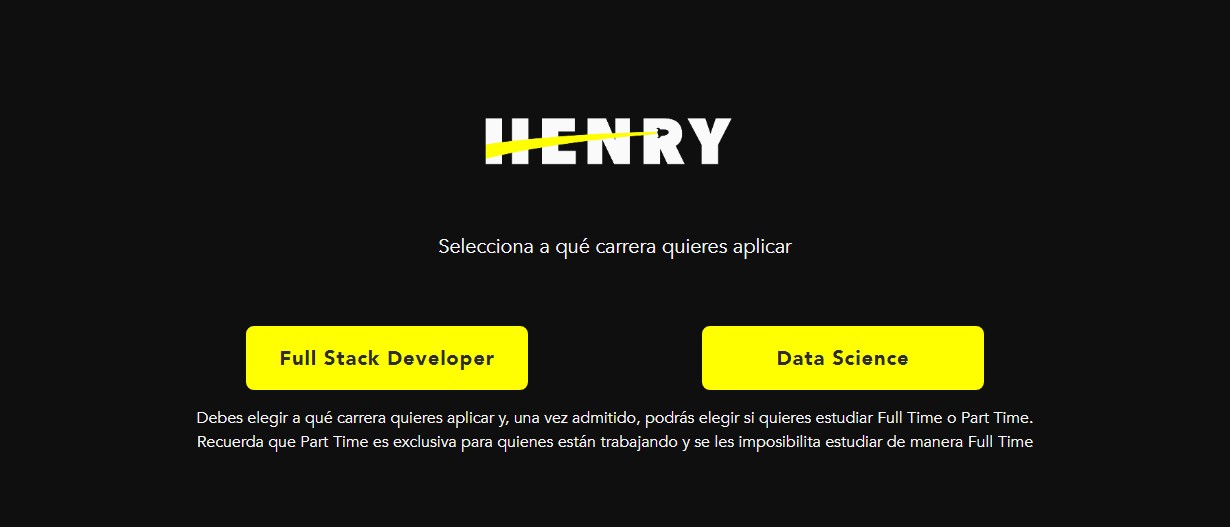 HENRY
Selecciona a qué carrera quieres aplicar
Full Stack Developer
Data Science
Debes elegir a qué carrera quieres aplicar y, una vez admitido, podrás elegir si quieres estudiar Full Time o Part Time.
Recuerda que Part Time es exclusiva para quienes están trabajando y se les imposibilita estudiar de manera Full Time